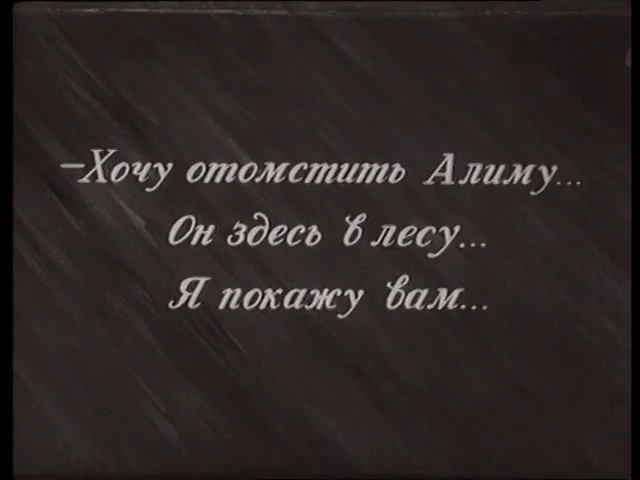 –Хочу отомстить Алиму...
Он здесь в лесу...
Я покажу вам...